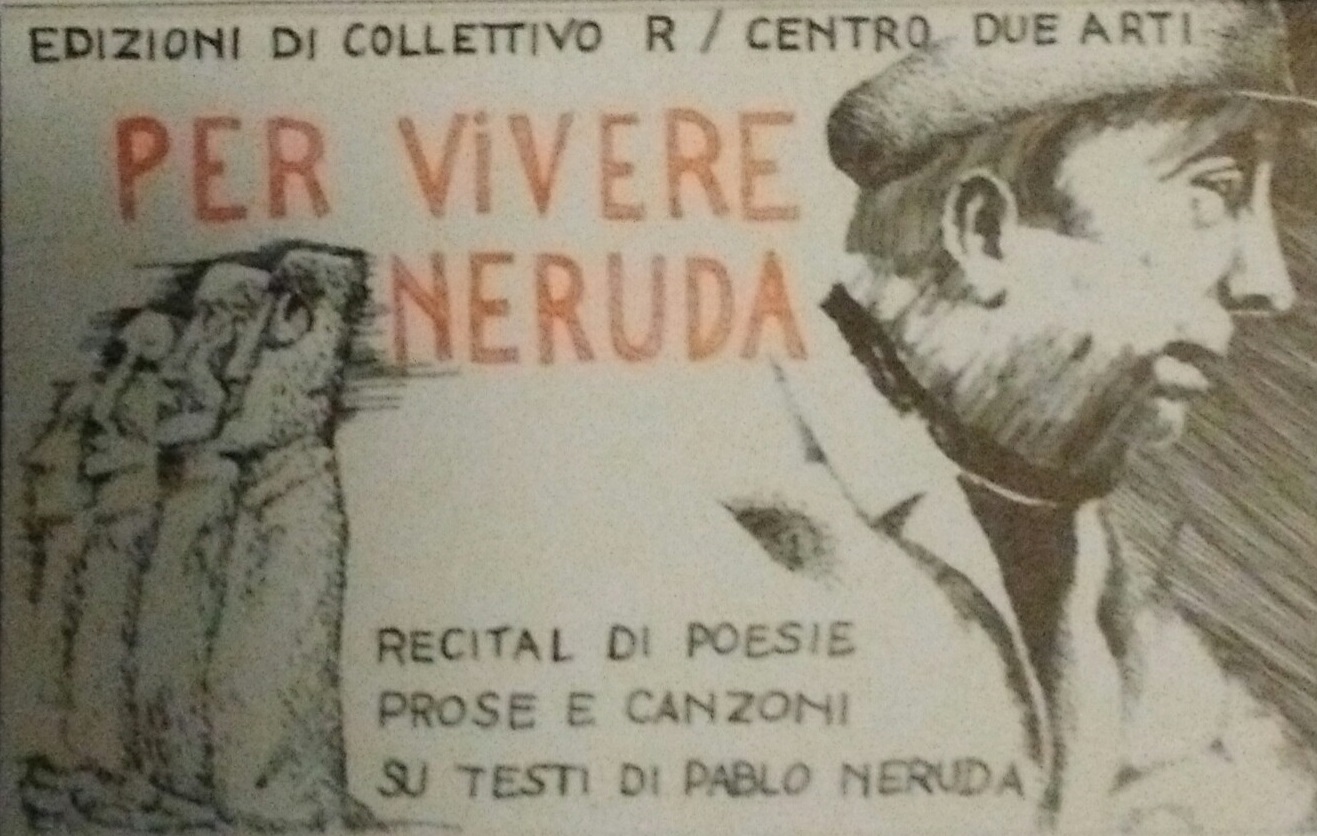 EDIZIONI DI COLLETTIVO R / CENTRO DUE ARTI
PER ViVERE
NERUDA
RECITAL DI POESIE
PROSE E CANZONI
SU TESTI DI PABLO NERUDA